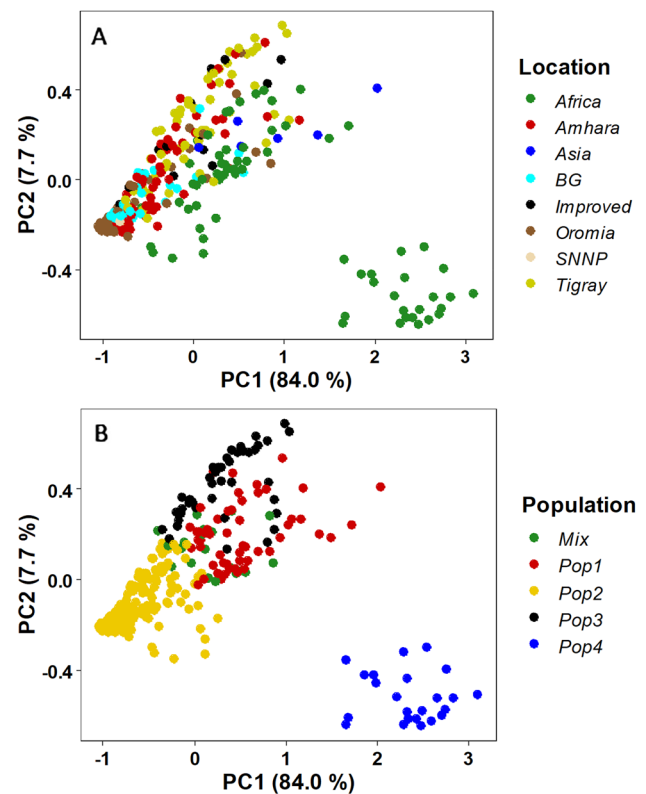 A
Location
Africa
Amhara
Asia
BG
Improved
Oromia
SNNP
Tigray
PC2 (7.7 %)
0.4
0.0
-0.4
-1
0
1
2
3
PC1 (84.0 %)
B
Population
Mix
Pop1
Pop2
Pop3
Pop4
PC2 (7.7 %)
0.4
0.0
-0.4
-1
0
1
2
3
PC1 (84.0 %)